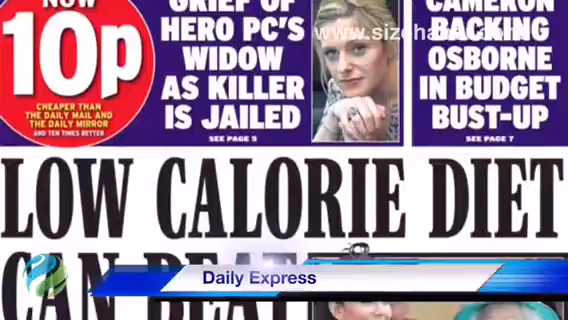 NOW
10p
CHEAPER THAN
THE DAILY MAIL AND
THE DAILY MIRROR
AND TEN TIMES BETTER
GRIEF OF
HERO PC'S
WIDOW
AS KILLER
IS JAILED
SEE PAGE 5
CAMERON
BACKING
OSBORNE
IN BUDGET
BUST-UP
SEE PAGE 7
LOW CALORIE DIET
CAN BEAT
Daily Express